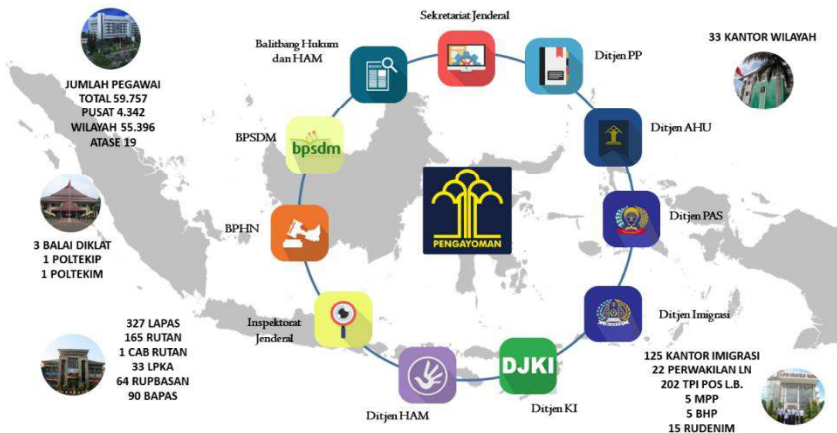 Sekretariat Jenderal
Balitbang Hukum
dan HAM
Ditjen PP
33 KANTOR WILAYAH
JUMLAH PEGAWAI
TOTAL 59.757
PUSAT 4.342
WILAYAH 55.396
ATASE 19
BPSDM
bpsdm
Ditjen AHU
PENGAYOMAN
BPHN
Ditjen PAS
3 BALAI DIKLAT
1 POLTEKIP
1 POLTEKIM
Inspektorat
Jenderal
Ditjen Imigrasi
327 LAPAS
165 RUTAN
1 CAB RUTAN
33 LPKA
64 RUPBASAN
90 BAPAS
Ditjen HAM
DJKI
Ditjen KI
125 KANTOR IMIGRASI
22 PERWAKILAN LN
202 TPI POS L.B.
5 MPP
5 BHP
15 RUDENIM